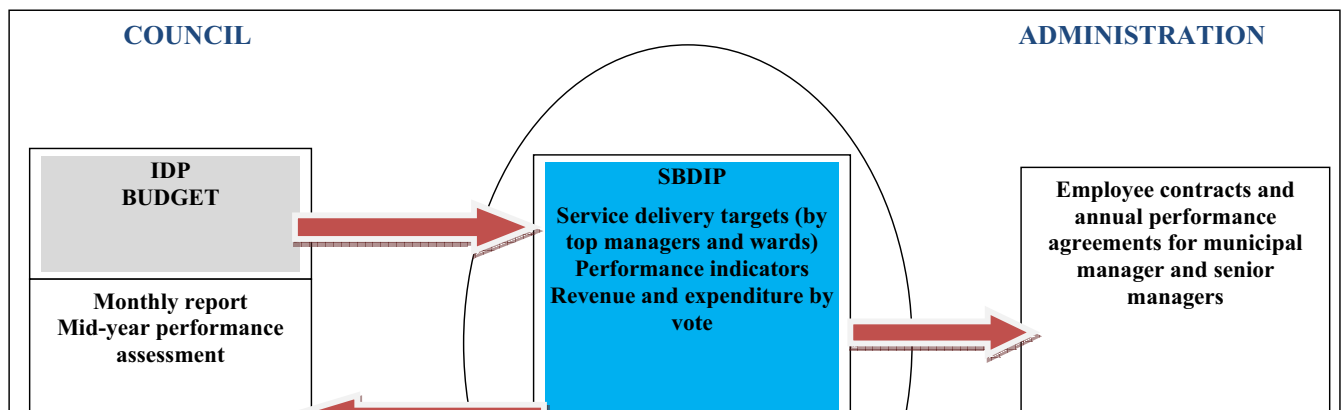 COUNCIL
ADMINISTRATION
IDP
BUDGET
Monthly report
Mid-year performance
assessment
SBDIP
Service delivery targets (by
top managers and wards)
Performance indicators
Revenue and expenditure by
vote
Employee contracts and
annual performance
agreements for municipal
manager and senior
managers